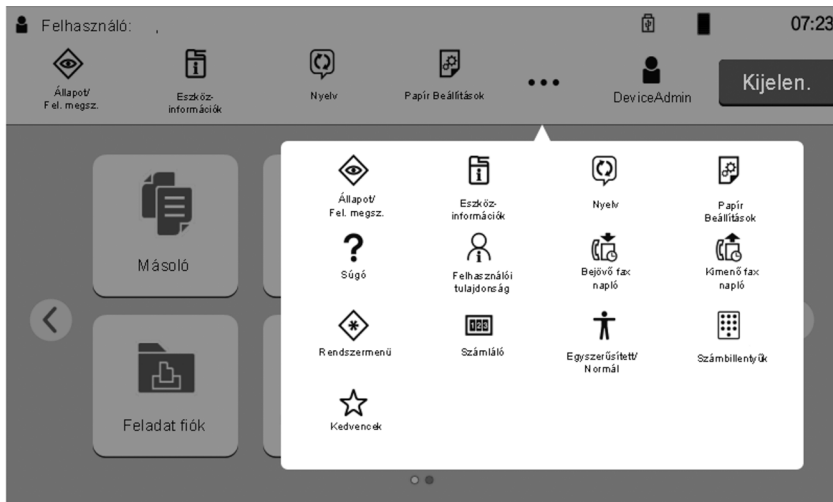 Felhasználó: ,
07:23
Állapot/
Fel. megsz.
Eszköz-
információk
Nyelv
Papír Beállítások
DeviceAdmin
Kijelen.
Másoló
Feladat fiók
Állapot/
Fel. megsz.
Eszköz-
információk
Nyelv
Papír
Beállítások
Súgó
Felhasználói
tulajdonság
Bejövő fax
napló
Kimenő fax
napló
Rendszermenü
123
Számláló
Egyszerűsített/
Normál
Számbillentyűk
Kedvencek